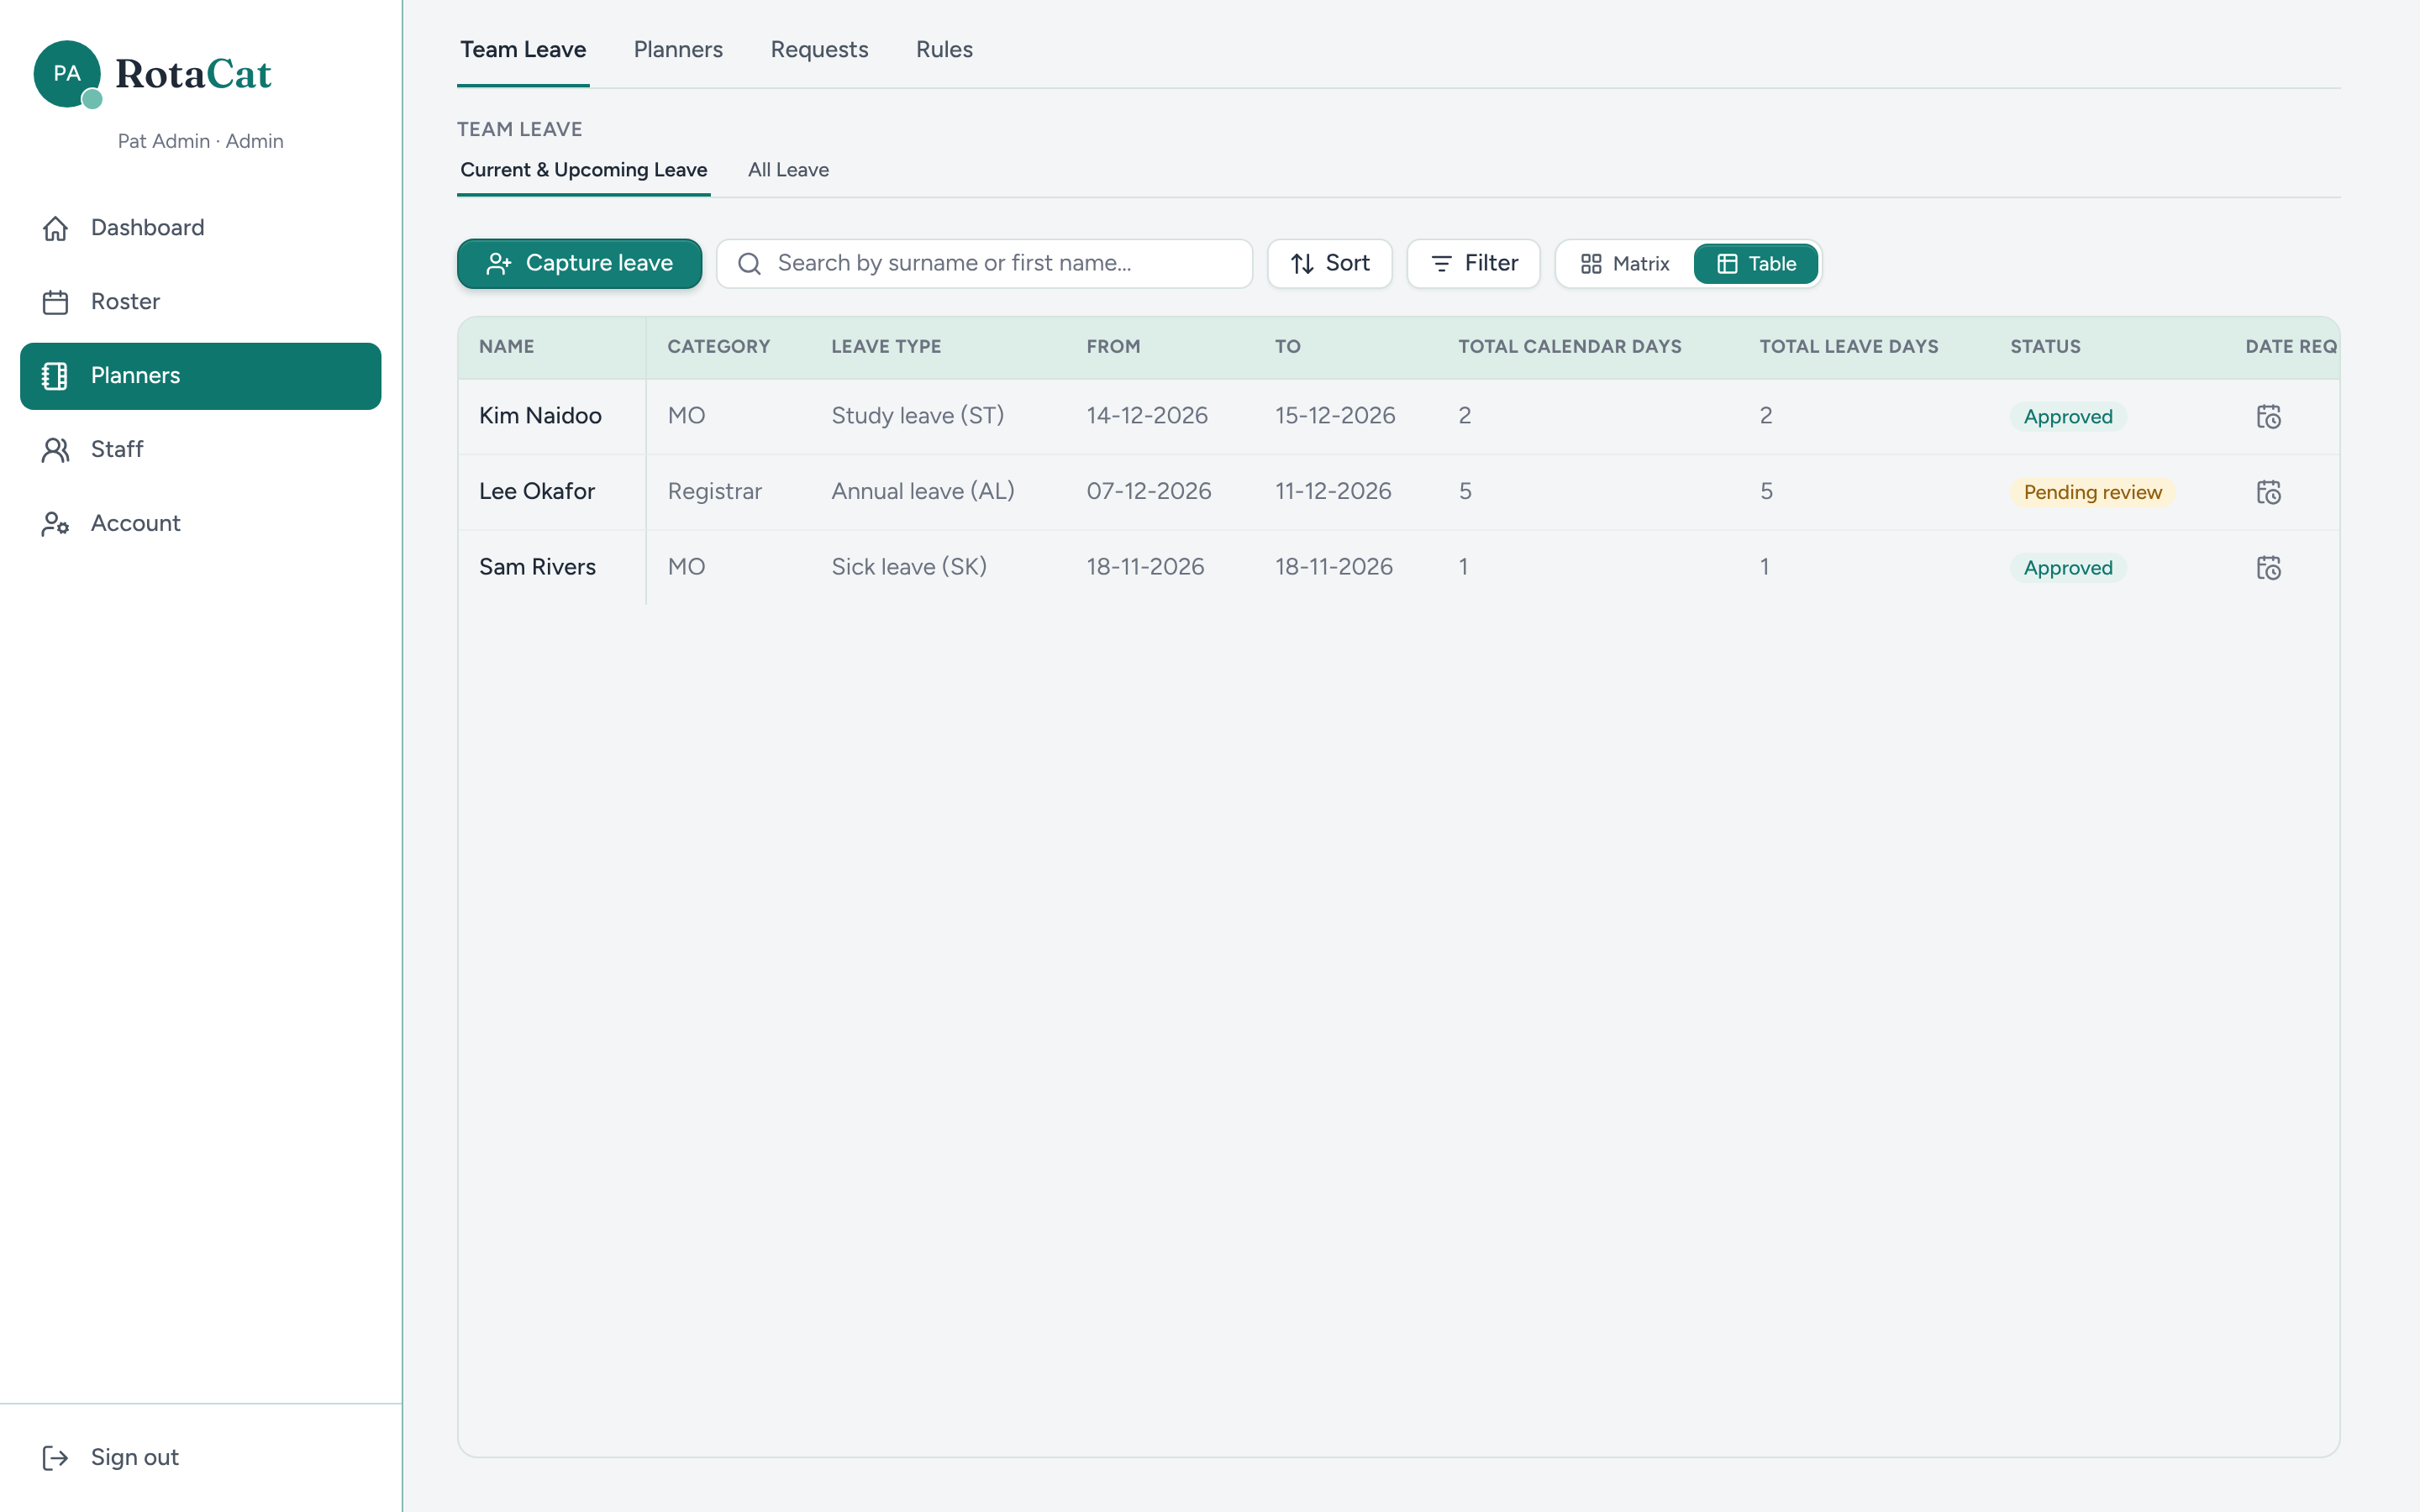 PA
RotaCat
Pat Admin · Admin
Dashboard
Roster
Planners
Staff
Account
Sign out
Team Leave Planners Requests Rules
TEAM LEAVE
Current & Upcoming Leave All Leave
Capture leave Search by surname or first name... Sort Filter Matrix Table
NAME CATEGORY LEAVE TYPE FROM TO TOTAL CALENDAR DAYS TOTAL LEAVE DAYS STATUS DATE REQ
Kim Naidoo MO Study leave (ST) 14-12-2026 15-12-2026 2 2 Approved
Lee Okafor Registrar Annual leave (AL) 07-12-2026 11-12-2026 5 5 Pending review
Sam Rivers MO Sick leave (SK) 18-11-2026 18-11-2026 1 1 Approved